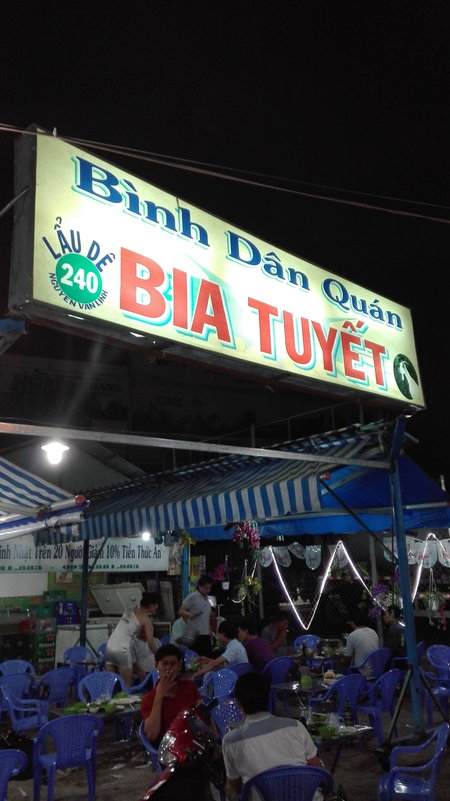 Bình Dân Quán
LẨU DÊ
240
NGUYỄN VĂN LINH
BIA TUYẾT
Nhật Trên 20 Người Giảm 10% Tiền Thức Ăn